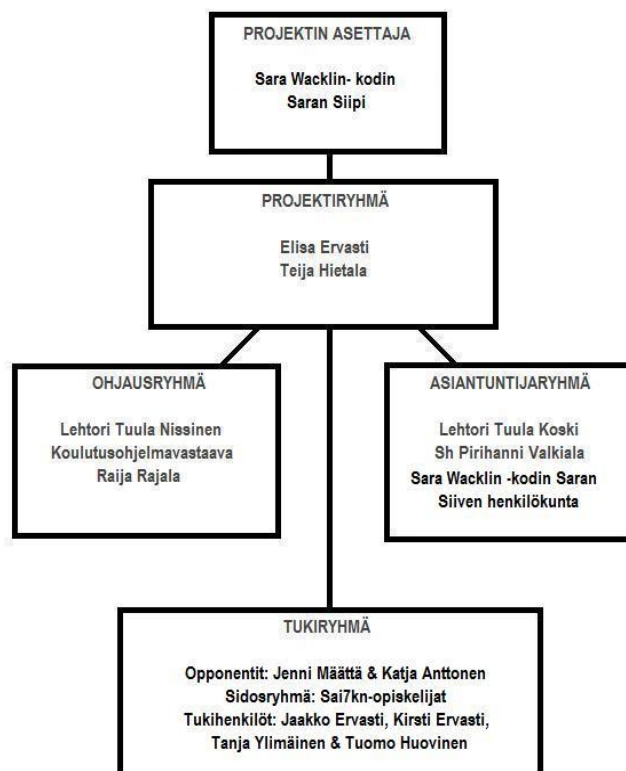 PROJEKTIN ASETTAJA
Sara Wacklin- kodin
Saran Siipi
PROJEKTIRYHMÄ
Elisa Ervasti
Teija Hietala
OHJAUSRYHMÄ
Lehtori Tuula Nissinen
Koulutusohjelmavastaava
Raija Rajala
ASIANTUNTIJARYHMÄ
Lehtori Tuula Koski
Sh Pirihanni Valkiala
Sara Wacklin -kodin Saran
Siiven henkilökunta
TUKIRYHMÄ
Opponentit: Jenni Määttä & Katja Anttonen
Sidosryhmä: Sai7kn-opiskelijat
Tukihenkilöt: Jaakko Ervasti, Kirsti Ervasti,
Tanja Ylimäinen & Tuomo Huovinen